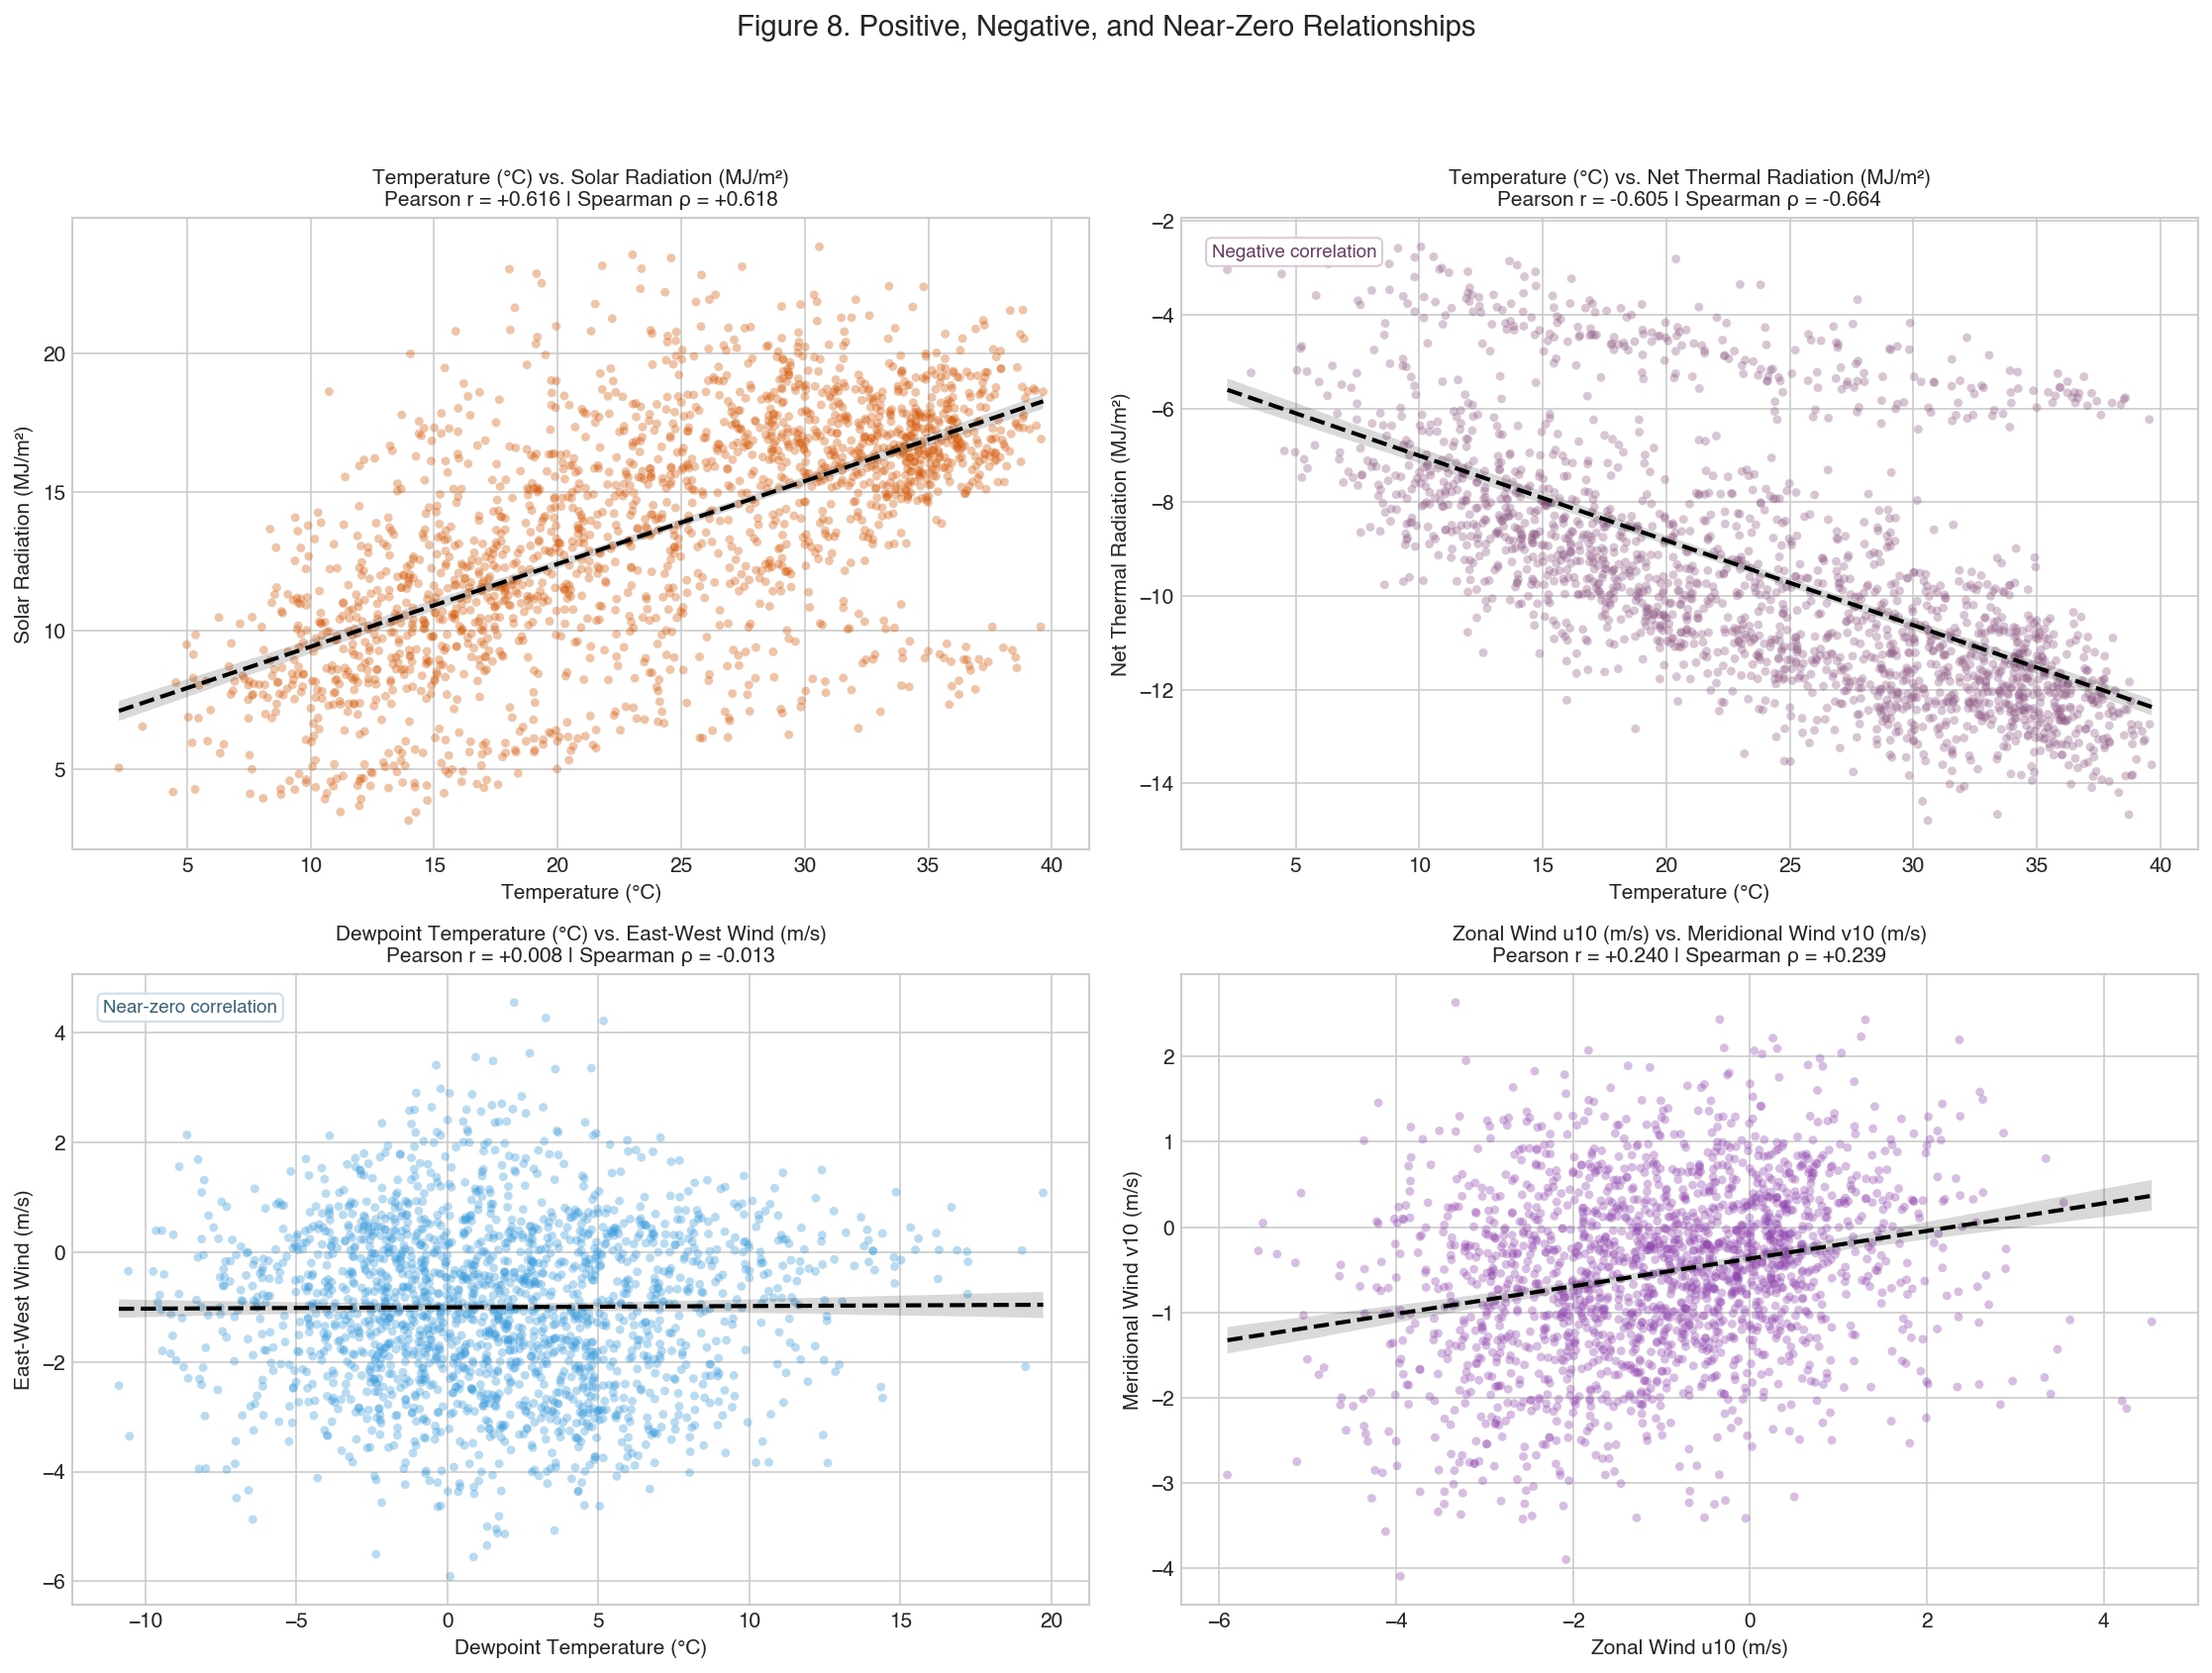 Figure 8. Positive, Negative, and Near-Zero Relationships
Temperature (°C) vs. Solar Radiation (MJ/m²)
Pearson r = +0.616 | Spearman ρ = +0.618
Solar Radiation (MJ/m²)
20
15
10
5
5
10
15
20
25
30
35
40
Temperature (°C)
Temperature (°C) vs. Net Thermal Radiation (MJ/m²)
Pearson r = -0.605 | Spearman ρ = -0.664
Negative correlation
Net Thermal Radiation (MJ/m²)
−2
−4
−6
−8
−10
−12
−14
5
10
15
20
25
30
35
40
Temperature (°C)
Dewpoint Temperature (°C) vs. East-West Wind (m/s)
Pearson r = +0.008 | Spearman ρ = -0.013
Near-zero correlation
East-West Wind (m/s)
4
2
0
−2
−4
−6
−10
−5
0
5
10
15
20
Dewpoint Temperature (°C)
Zonal Wind u10 (m/s) vs. Meridional Wind v10 (m/s)
Pearson r = +0.240 | Spearman ρ = +0.239
Meridional Wind v10 (m/s)
2
1
0
−1
−2
−3
−4
−6
−4
−2
0
2
4
Zonal Wind u10 (m/s)